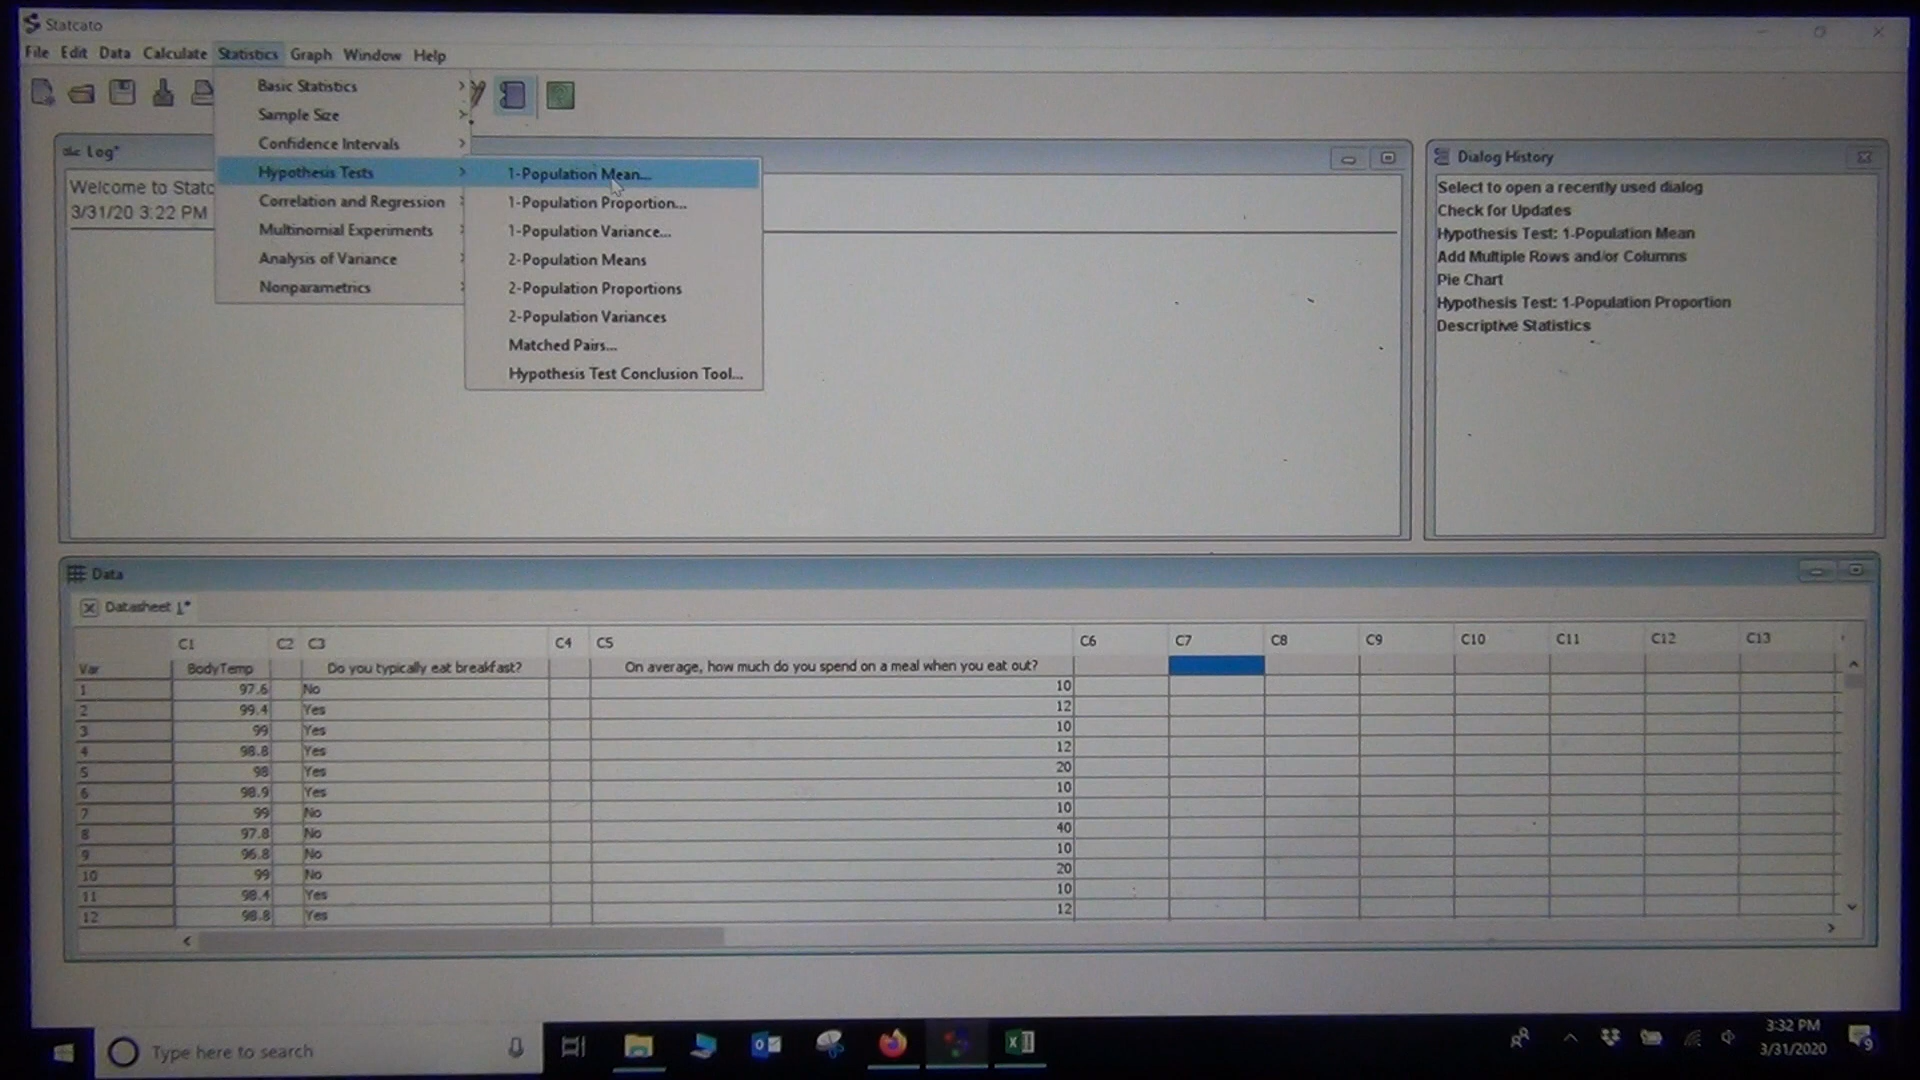 Statcato
File Edit Data Calculate Statistics Graph Window Help
Basic Statistics
Sample Size
Confidence Intervals
Hypothesis Tests
Correlation and Regression
Multinomial Experiments
Analysis of Variance
Nonparametrics
1-Population Mean...
1-Population Proportion...
1-Population Variance...
2-Population Means
2-Population Proportions
2-Population Variances
Matched Pairs...
Hypothesis Test Conclusion Tool...
Log*
Welcome to Statc
3/31/20 3:22 PM
Dialog History
Select to open a recently used dialog
Check for Updates
Hypothesis Test: 1-Population Mean
Add Multiple Rows and/or Columns
Pie Chart
Hypothesis Test: 1-Population Proportion
Descriptive Statistics
Data
Datasheet 1*
C1 C2 C3 C4 C5 C6 C7 C8 C9 C10 C11 C12 C13
Var BodyTemp Do you typically eat breakfast? On average, how much do you spend on a meal when you eat out?
1 97.6 No 10
2 99.4 Yes 12
3 99 Yes 10
4 98.8 Yes 12
5 98 Yes 20
6 98.9 Yes 10
7 99 No 10
8 97.8 No 40
9 96.8 No 10
10 99 No 20
11 98.4 Yes 10
12 98.8 Yes 12
Type here to search
3:32 PM
3/31/2020
9